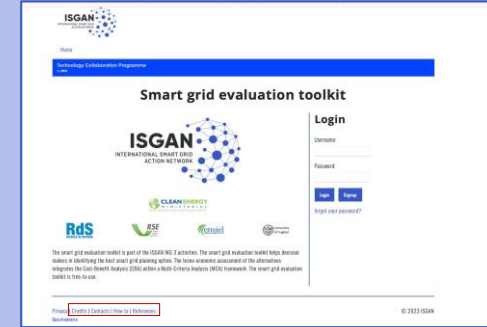 ISGAN
Home
Technology Collaboration Programme
Smart grid evaluation toolkit
ISGAN
INTERNATIONAL SMART GRID
ACTION NETWORK
CLEAN ENERGY
MINISTERIAL
RdS
RSE
ensiel
Login
Username:
Password:
Login Signup
Forgot your password?
The smart grid evaluation toolkit is part of the ISGAN WG 3 activities. The smart grid evaluation toolkit helps decision
makers in identifying the best smart grid planning option. The techno-economic assessment of the alternatives
integrates the Cost-Benefit Analysis (CBA) within a Multi-Criteria Analysis (MCA) framework. The smart grid evaluation
toolkit is free-to-use.
Privacy | Credits | Contacts | How to | References
Questionnaire
© 2023 ISGAN